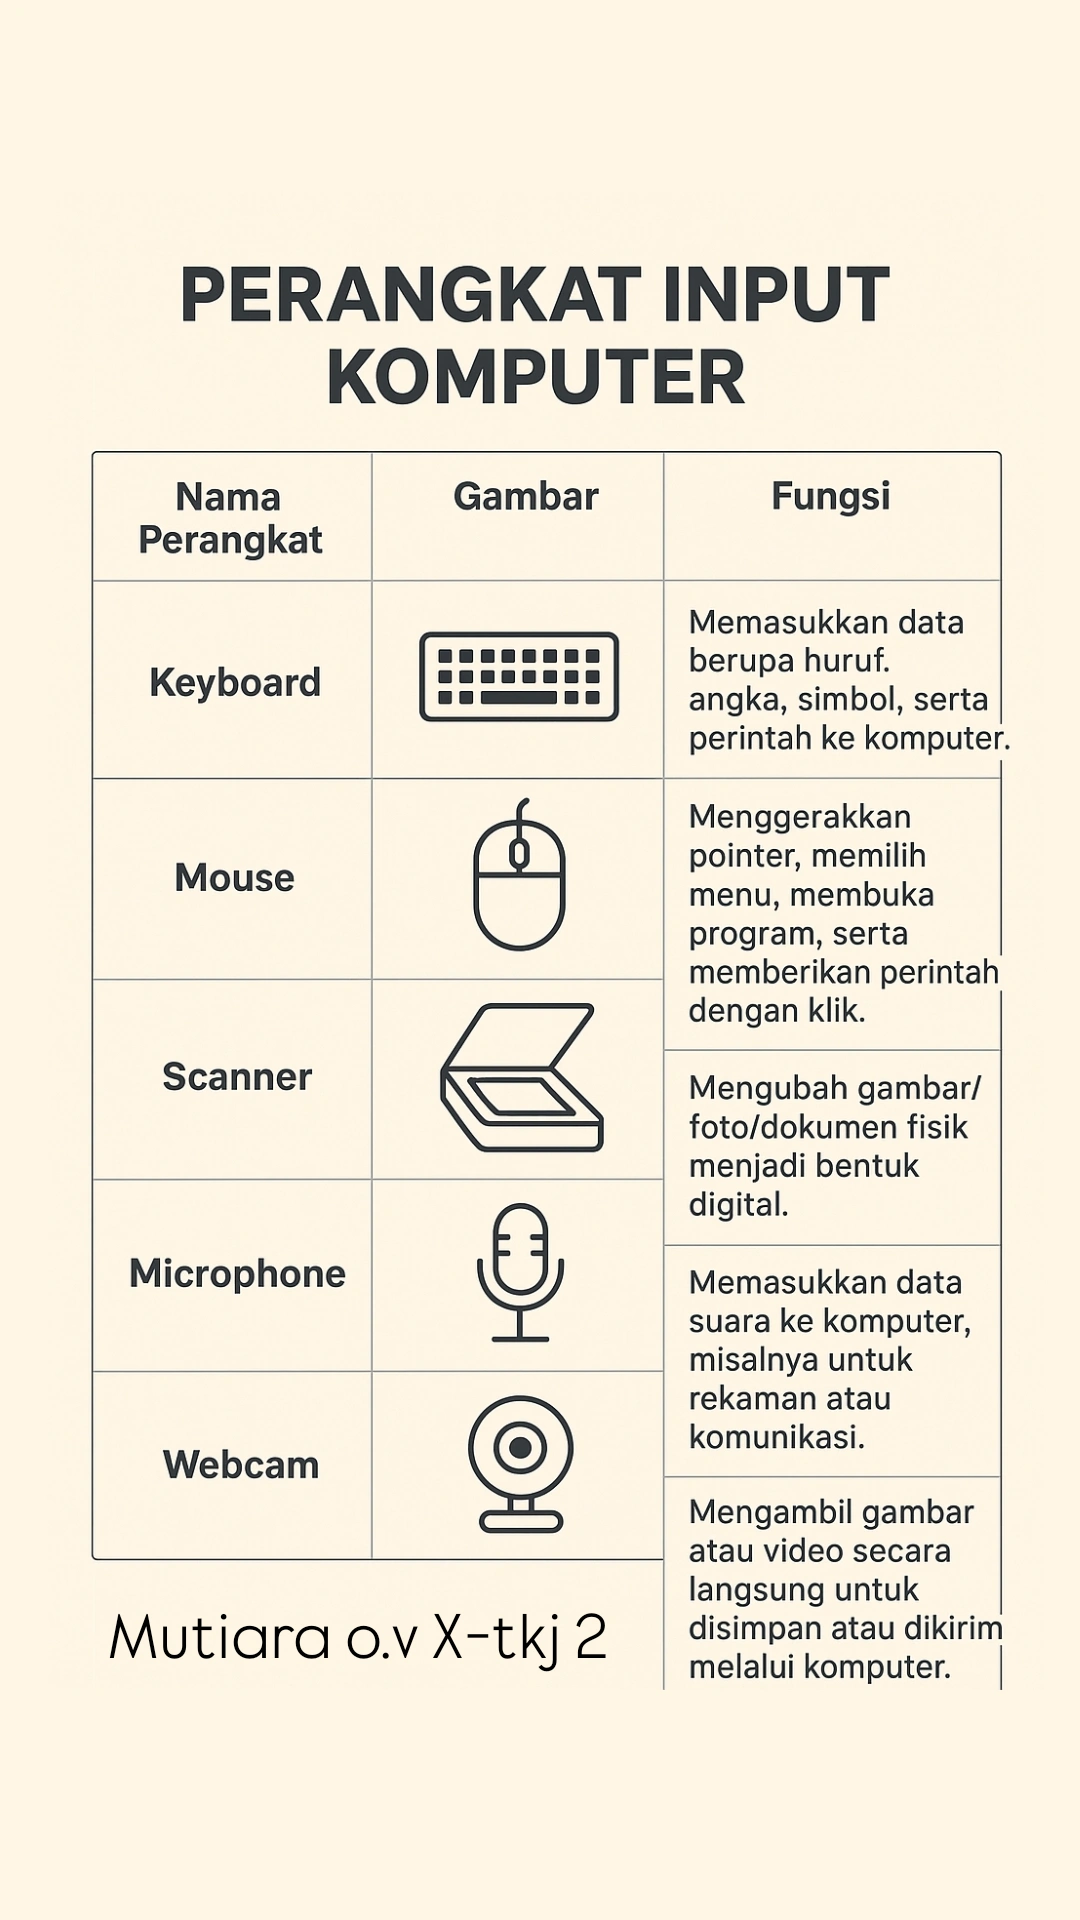 PERANGKAT INPUT
KOMPUTER
Nama
Perangkat
Gambar
Fungsi
Keyboard
Memasukkan data
berupa huruf.
angka, simbol, serta
perintah ke komputer.
Mouse
Menggerakkan
pointer, memilih
menu, membuka
program, serta
memberikan perintah
dengan klik.
Scanner
Mengubah gambar/
foto/dokumen fisik
menjadi bentuk
digital.
Microphone
Memasukkan data
suara ke komputer,
misalnya untuk
rekaman atau
komunikasi.
Webcam
Mengambil gambar
atau video secara
langsung untuk
disimpan atau dikirim
melalui komputer.
Mutiara o.v X-tkj 2